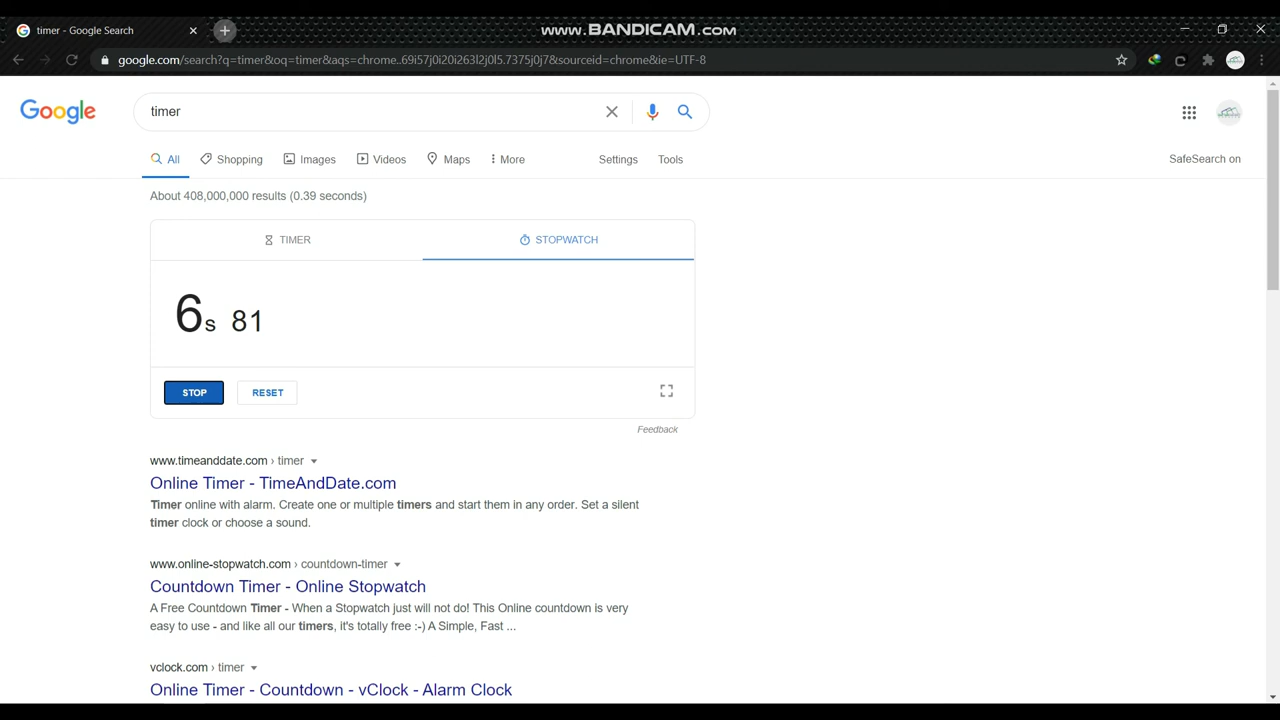 www.BANDICAM.com
timer - Google Search
google.com/search?q=timer&oq=timer&aqs=chrome..69i57j0i20i263l2j0l5.7375j0j7&sourceid=chrome&ie=UTF-8
Google
timer
All Shopping Images Videos Maps More Settings Tools SafeSearch on
About 408,000,000 results (0.39 seconds)
TIMER STOPWATCH
6s 81
STOP RESET
Feedback
www.timeanddate.com › timer
Online Timer - TimeAndDate.com
Timer online with alarm. Create one or multiple timers and start them in any order. Set a silent
timer clock or choose a sound.
www.online-stopwatch.com › countdown-timer
Countdown Timer - Online Stopwatch
A Free Countdown Timer - When a Stopwatch just will not do! This Online countdown is very
easy to use - and like all our timers, it's totally free :-) A Simple, Fast ...
vclock.com › timer
Online Timer - Countdown - vClock - Alarm Clock